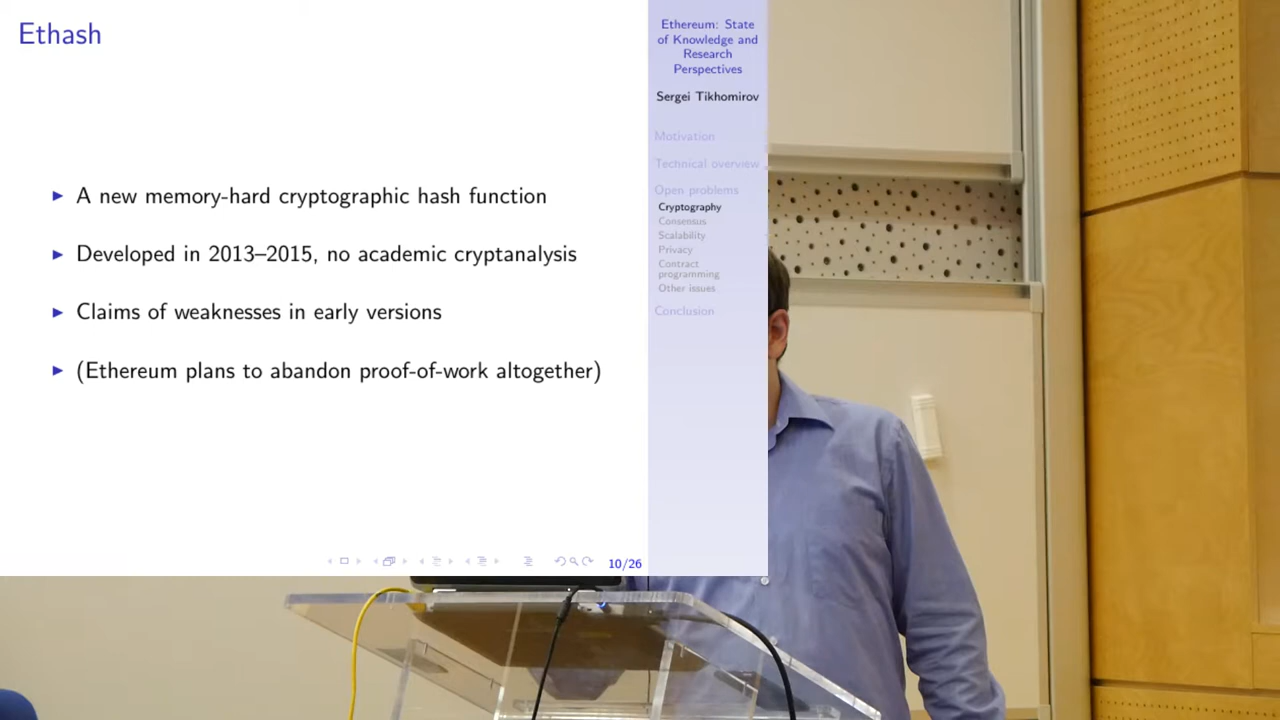 Ethash
▶ A new memory-hard cryptographic hash function
▶ Developed in 2013–2015, no academic cryptanalysis
▶ Claims of weaknesses in early versions
▶ (Ethereum plans to abandon proof-of-work altogether)
10/26
Ethereum: State
of Knowledge and
Research
Perspectives
Sergei Tikhomirov
Motivation
Technical overview
Open problems
Cryptography
Consensus
Scalability
Privacy
Contract
programming
Other issues
Conclusion